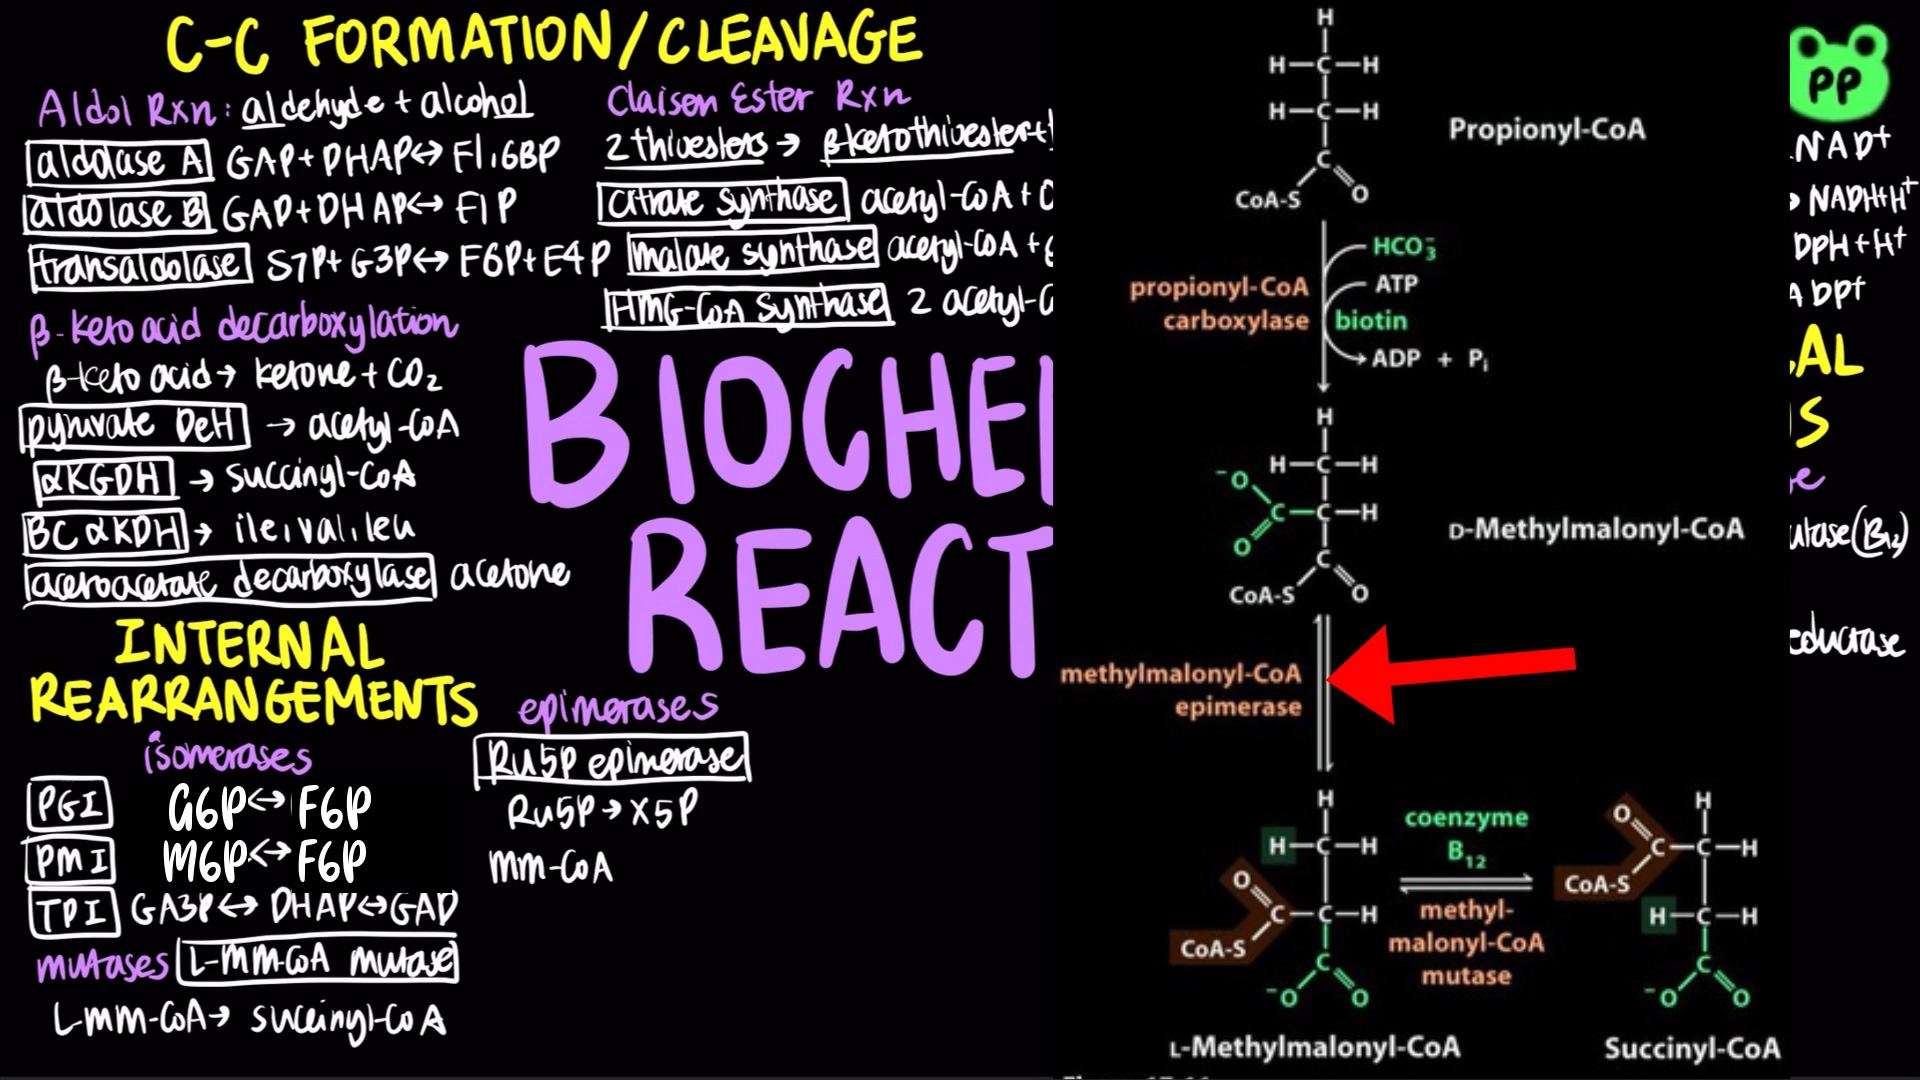 C-C FORMATION/CLEAVAGE
Aldol Rxn: aldehyde + alcohol
aldolase A GAP + DHAP ↔ F1,6BP
aldolase B GAP + DHAP ↔ F1P
transaldolase S7P + G3P ↔ F6P + E4P
β-keto acid decarboxylation
β-keto acid → ketone + CO₂
pyruvate DeH → acetyl-CoA
αKGDH → succinyl-CoA
BCαKDH → ile, val, leu
acetoacetate decarboxylase acetone
Claisen Ester Rxn
2 thioesters → β-ketothioester +
citrate synthase acetyl-CoA + 
malate synthase acetyl-CoA +
HMG-CoA synthase 2 acetyl-C
BIOCHE
REACT
INTERNAL
REARRANGEMENTS
isomerases
PGI G6P ↔ F6P
PMI M6P ↔ F6P
TPI GA3P ↔ DHAP ↔ GAP
mutases L-MMCoA mutase
L-mm-CoA → succinyl-CoA
epimerases
Ru5P epimerase
Ru5P → X5P
mm-CoA
H
H—C—H
H—C—H
C
CoA-S O
Propionyl-CoA
HCO₃⁻
ATP
propionyl-CoA
carboxylase
biotin
ADP + Pᵢ
H
H—C—H
⁻O
C—C—H
O
C
CoA-S O
D-Methylmalonyl-CoA
methylmalonyl-CoA
epimerase
H
H—C—H
O
C—C—H
CoA-S
C
⁻O O
L-Methylmalonyl-CoA
coenzyme
B₁₂
methyl-
malonyl-CoA
mutase
O H
C—C—H
CoA-S
H—C—H
C
⁻O O
Succinyl-CoA
PP
NAD⁺
→ NADH+H⁺
DPH + H⁺
ADP⁺
AL
S
utase (B₁₂)
eductase